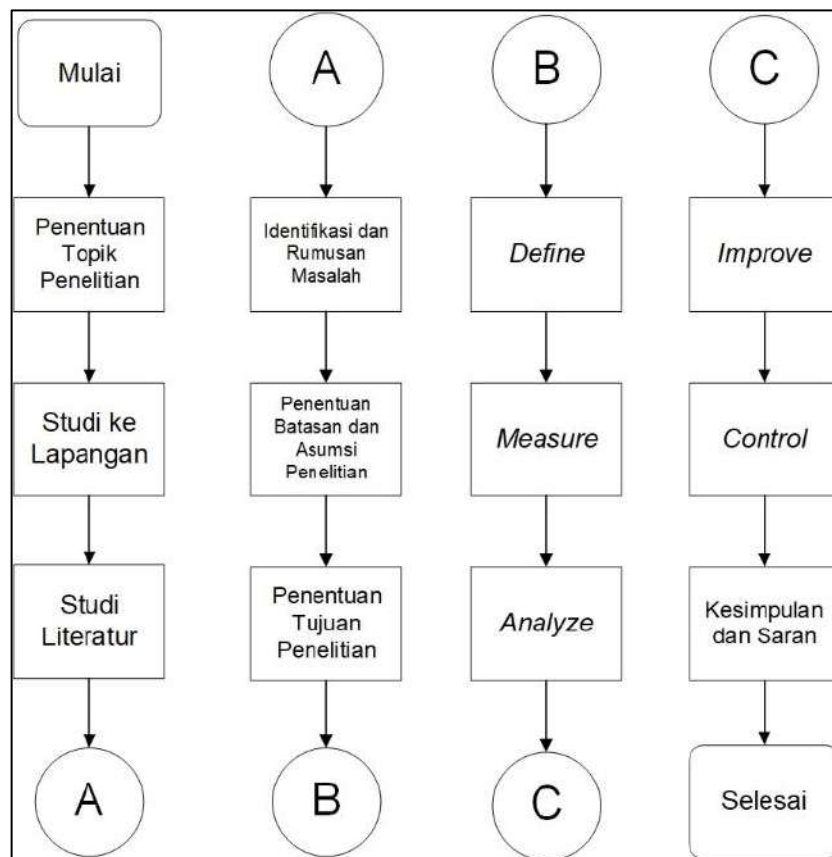 Mulai
Penentuan
Topik
Penelitian
Studi ke
Lapangan
Studi
Literatur
A
A
Identifikasi dan
Rumusan
Masalah
Penentuan
Batasan dan
Asumsi
Penelitian
Penentuan
Tujuan
Penelitian
B
B
Define
Measure
Analyze
C
C
Improve
Control
Kesimpulan
dan Saran
Selesai